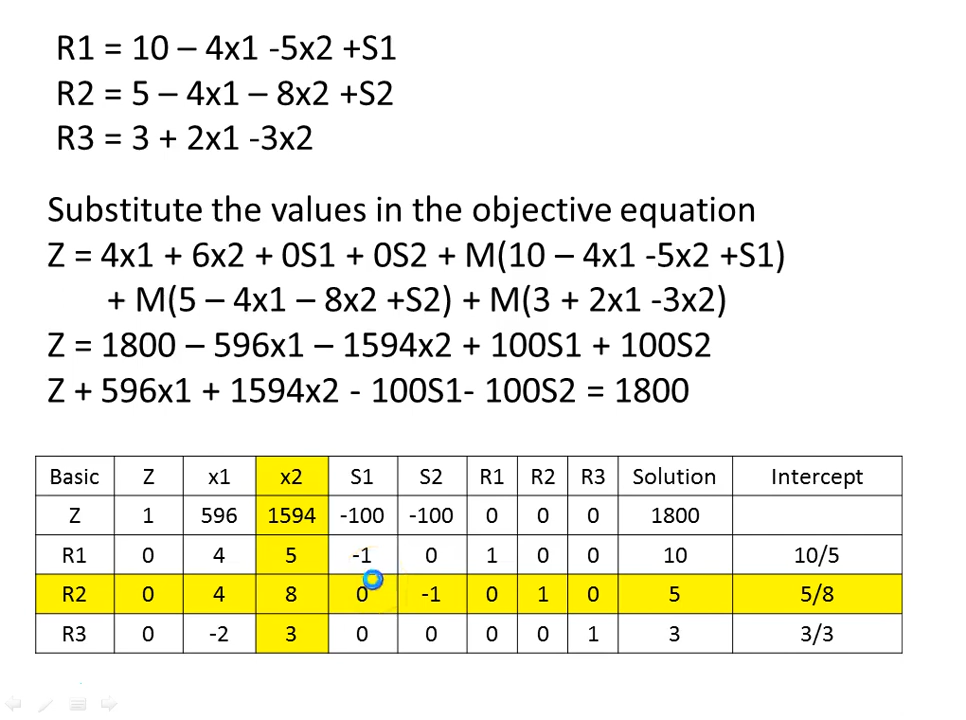 R1 = 10 – 4x1 -5x2 +S1
R2 = 5 – 4x1 – 8x2 +S2
R3 = 3 + 2x1 -3x2
Substitute the values in the objective equation
Z = 4x1 + 6x2 + 0S1 + 0S2 + M(10 – 4x1 -5x2 +S1)
+ M(5 – 4x1 – 8x2 +S2) + M(3 + 2x1 -3x2)
Z = 1800 – 596x1 – 1594x2 + 100S1 + 100S2
Z + 596x1 + 1594x2 - 100S1- 100S2 = 1800
Basic Z x1 x2 S1 S2 R1 R2 R3 Solution Intercept
Z 1 596 1594 -100 -100 0 0 0 1800
R1 0 4 5 -1 0 1 0 0 10 10/5
R2 0 4 8 0 -1 0 1 0 5 5/8
R3 0 -2 3 0 0 0 0 1 3 3/3